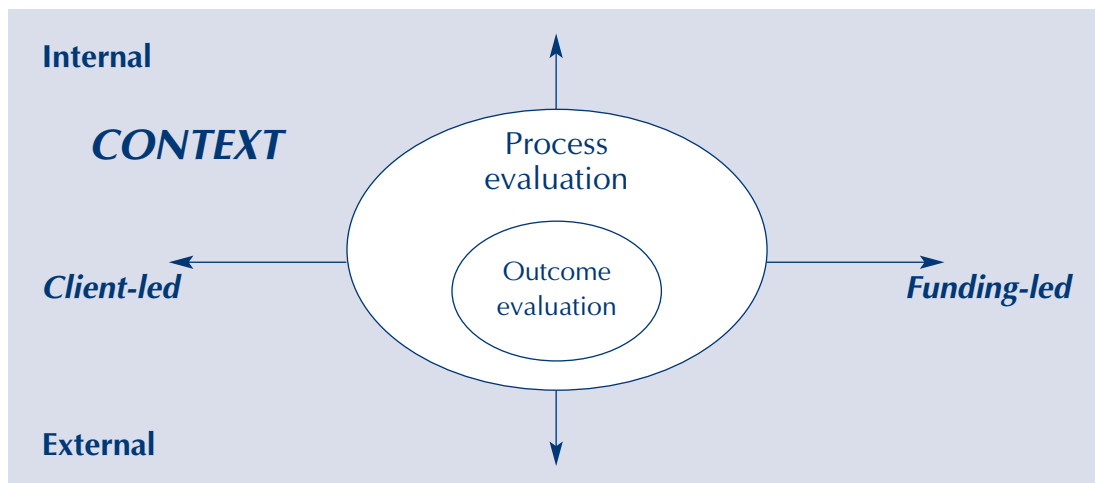 Internal
CONTEXT
Process
evaluation
Outcome
evaluation
Client-led
Funding-led
External